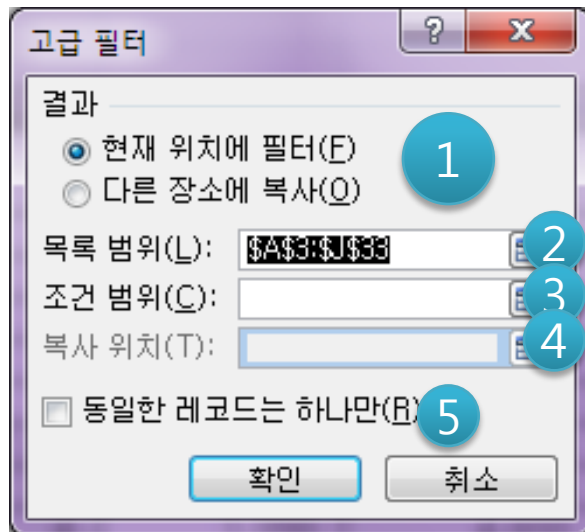 고급 필터
결과
현재 위치에 필터(F)
다른 장소에 복사(O)
1
목록 범위(L): $A$3:$J$33 2
조건 범위(C): 3
복사 위치(T): 4
동일한 레코드는 하나만(R) 5
확인 취소